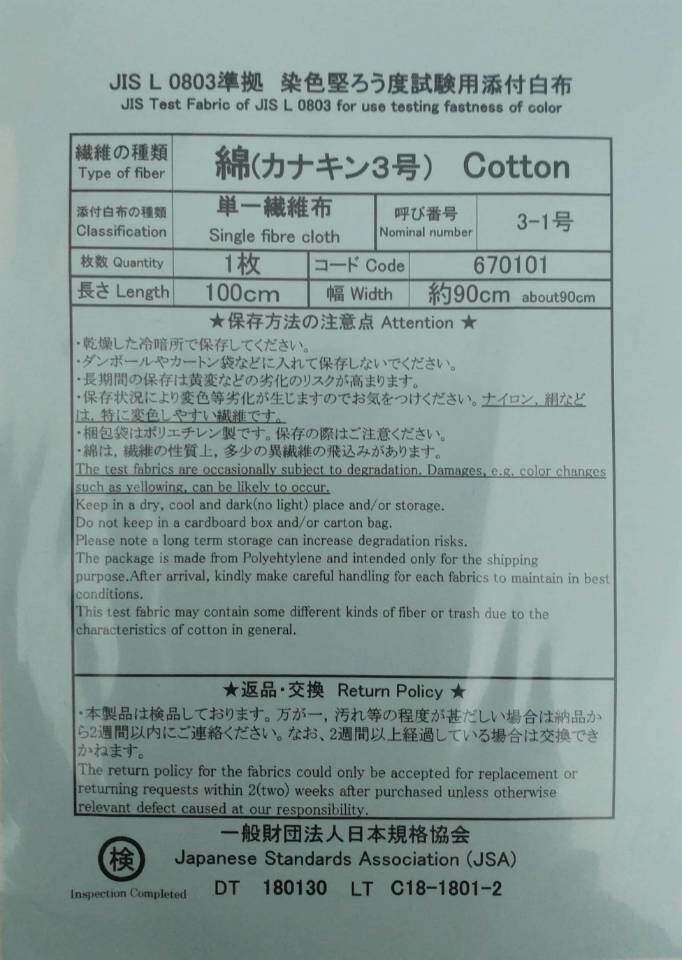 JIS L 0803準拠 染色堅ろう度試験用添付白布
JIS Test Fabric of JIS L 0803 for use testing fastness of color
繊維の種類
Type of fiber
綿(カナキン3号) Cotton
添付白布の種類
Classification
単一繊維布
Single fibre cloth
呼び番号
Nominal number
3-1号
枚数 Quantity
1枚
コード Code
670101
長さ Length
100cm
幅 Width
約90cm about90cm
★保存方法の注意点 Attention ★
・乾燥した冷暗所で保存してください。
・ダンボールやカートン袋などに入れて保存しないでください。
・長期間の保存は黄変などの劣化のリスクが高まります。
・保存状況により変色等劣化が生じますのでお気をつけください。ナイロン, 絹など
は, 特に変色しやすい繊維です。
・梱包袋はポリエチレン製です。保存の際はご注意ください。
・綿は, 繊維の性質上, 多少の異繊維の飛込みがあります。
The test fabrics are occasionally subject to degradation. Damages, e.g. color changes
such as yellowing, can be likely to occur.
Keep in a dry, cool and dark(no light) place and/or storage.
Do not keep in a cardboard box and/or carton bag.
Please note a long term storage can increase degradation risks.
The package is made from Polyehtylene and intended only for the shipping
purpose.After arrival, kindly make careful handling for each fabrics to maintain in best
conditions.
This test fabric may contain some different kinds of fiber or trash due to the
characteristics of cotton in general.
★返品・交換 Return Policy ★
・本製品は検品しております。万が一, 汚れ等の程度が甚だしい場合は納品か
ら2週間以内にご連絡ください。なお、2週間以上経過している場合は交換でき
かねます。
The return policy for the fabrics could only be accepted for replacement or
returning requests within 2(two) weeks after purchased unless otherwise
relevant defect caused at our responsibility.
検
Inspection Completed
一般財団法人日本規格協会
Japanese Standards Association (JSA)
DT 180130 LT C18-1801-2